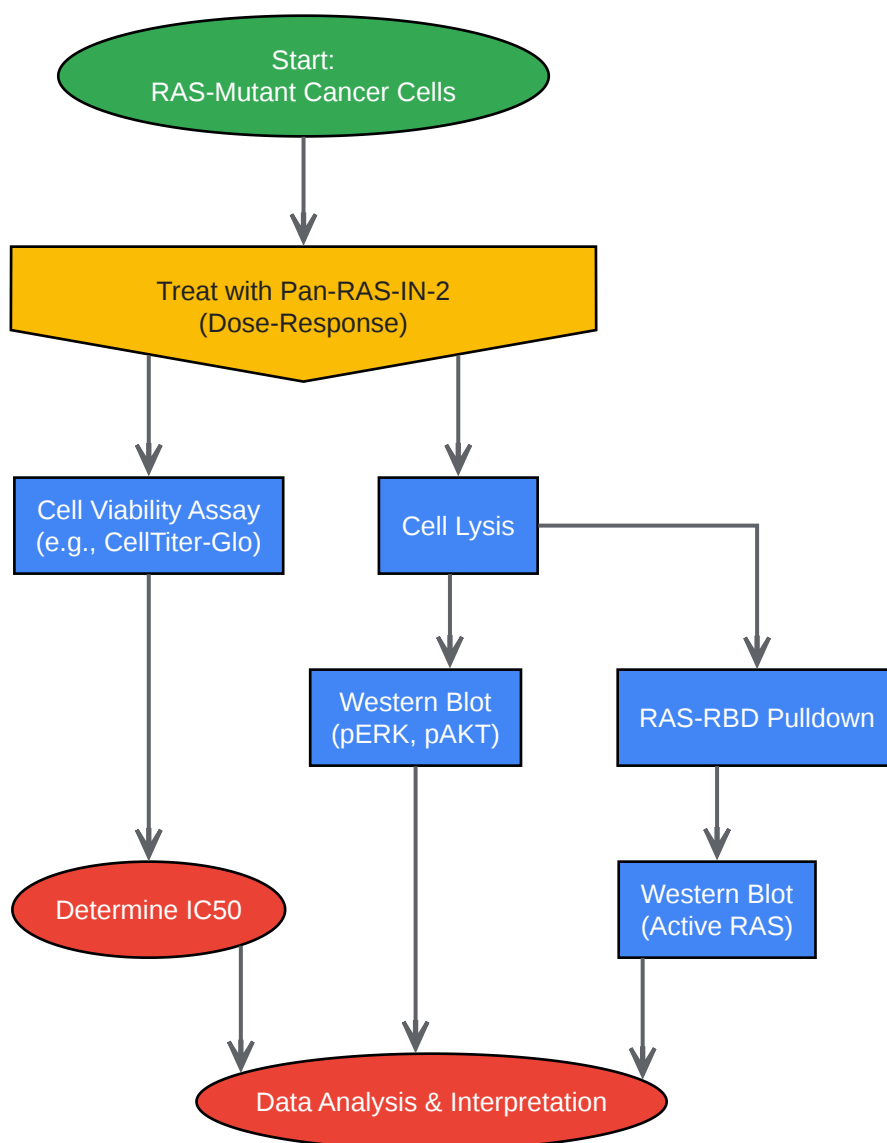 Start:
RAS-Mutant Cancer Cells
Treat with Pan-RAS-IN-2
(Dose-Response)
Cell Viability Assay
(e.g., CellTiter-Glo)
Cell Lysis
Western Blot
(pERK, pAKT)
RAS-RBD Pulldown
Determine IC50
Western Blot
(Active RAS)
Data Analysis & Interpretation